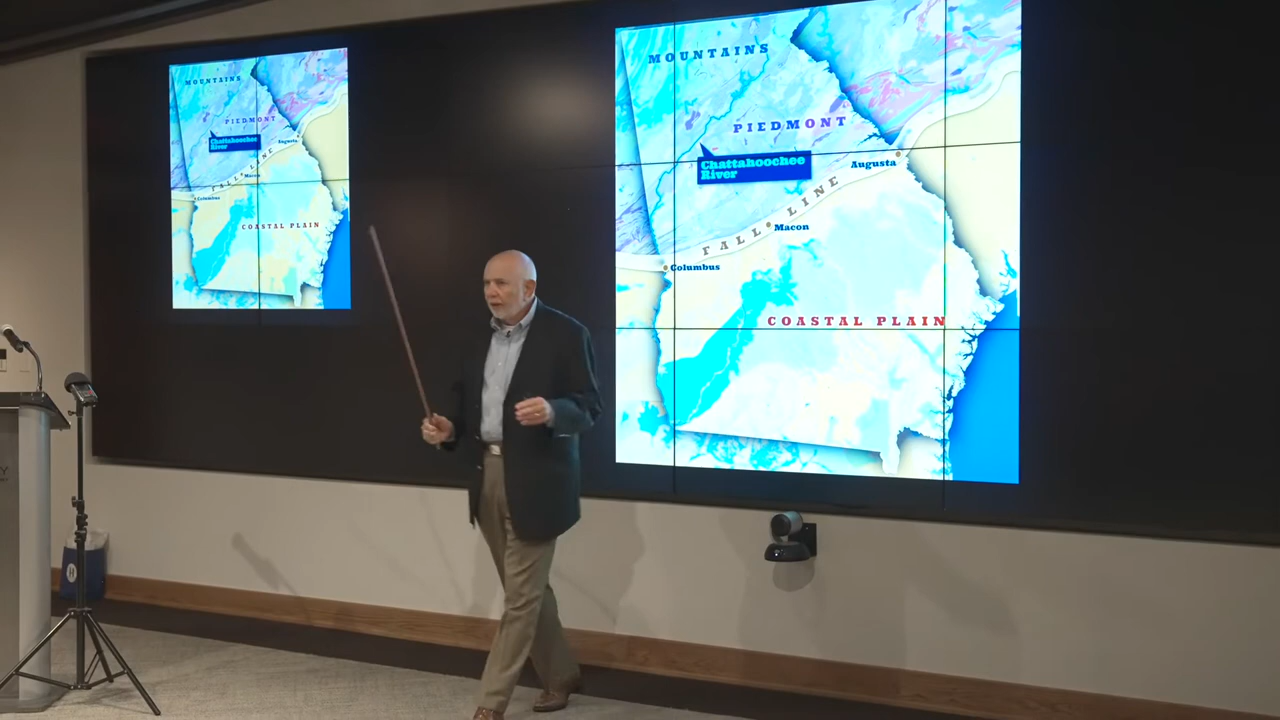 MOUNTAINS
PIEDMONT
Chattahoochee
River
Augusta
FALL LINE
Macon
Columbus
COASTAL PLAIN
MOUNTAINS
PIEDMONT
Chattahoochee
River
Augusta
FALL LINE
Macon
Columbus
COASTAL PLAIN